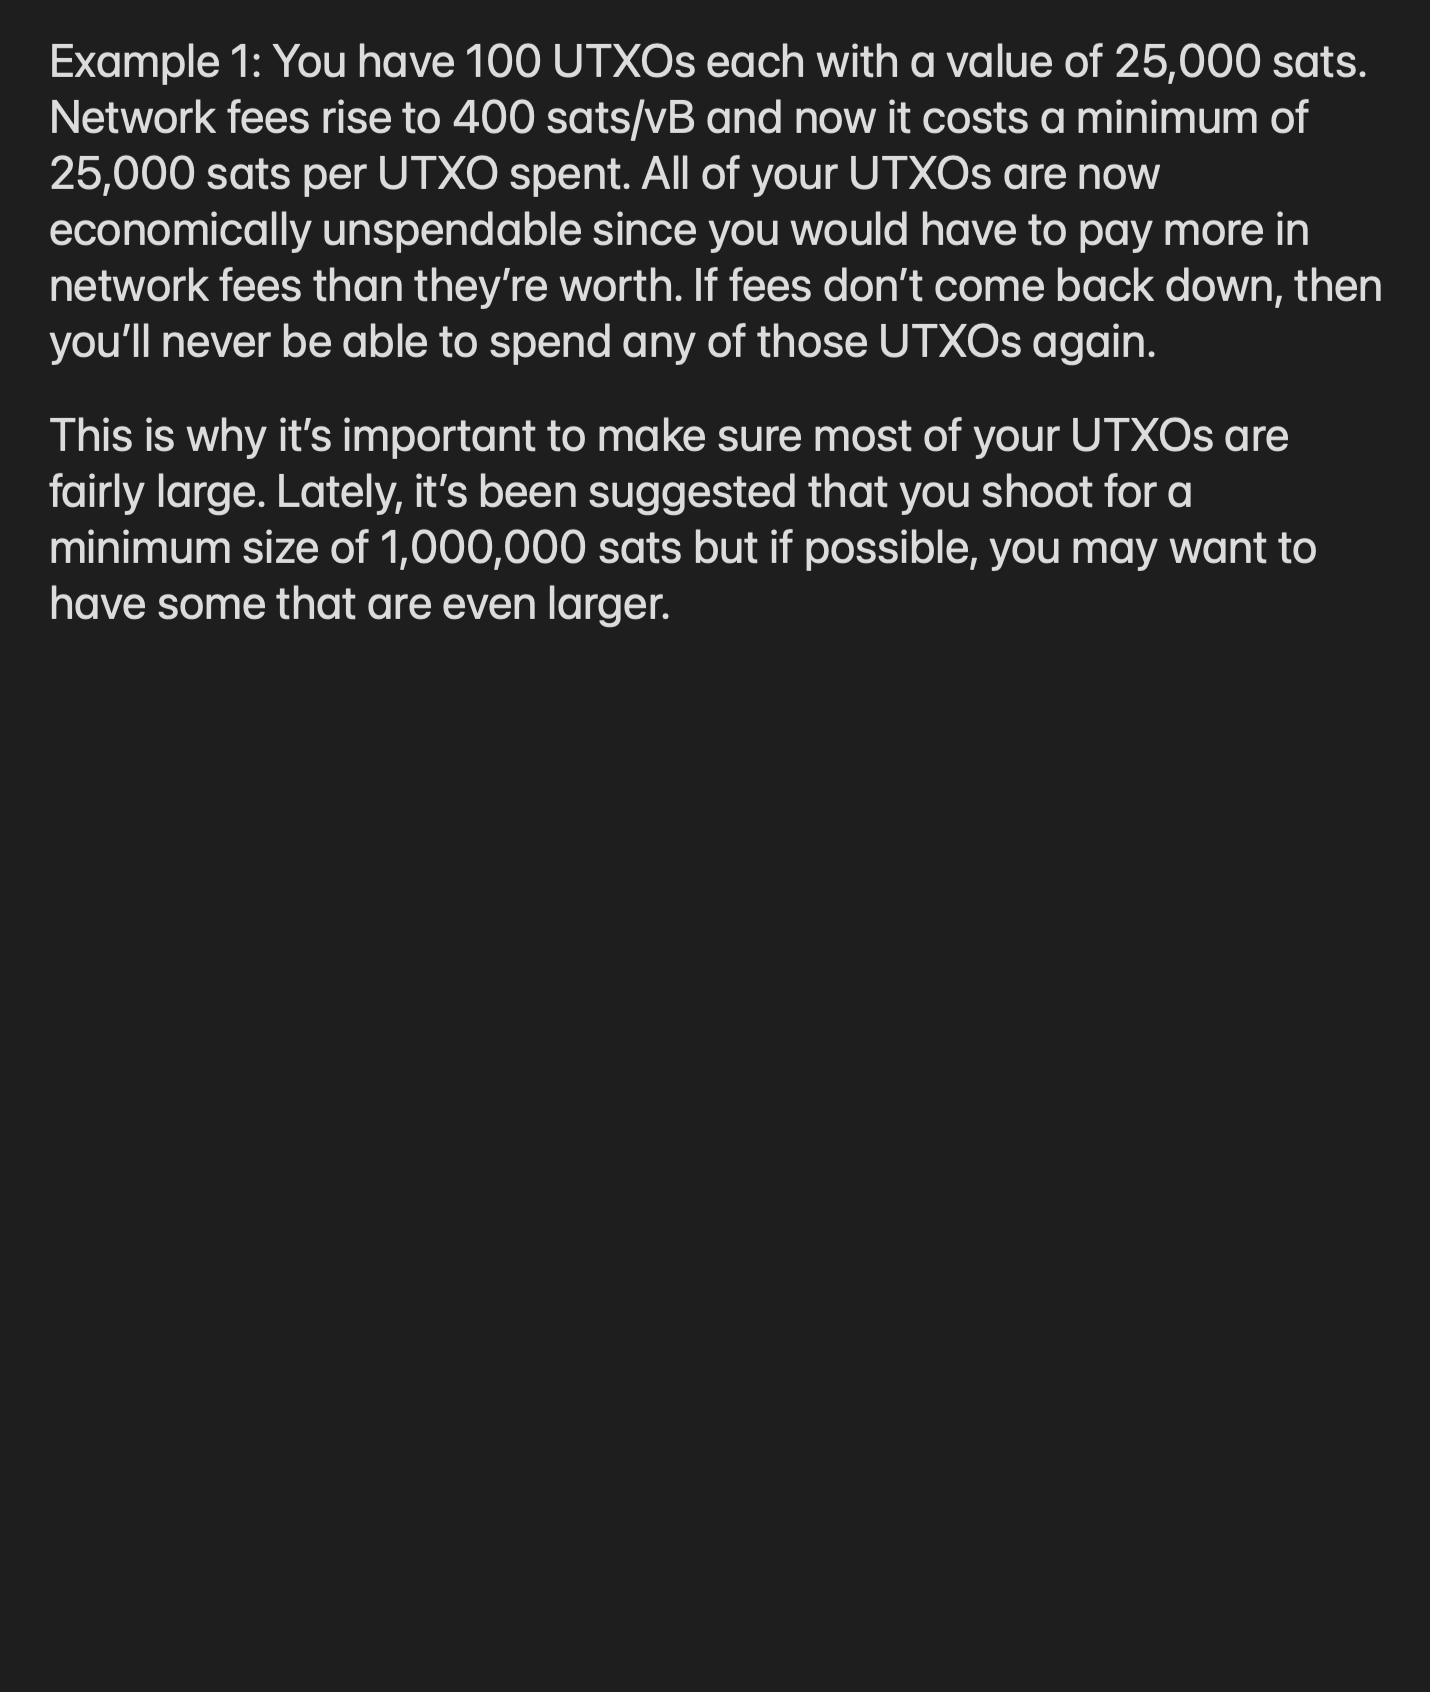 Example 1: You have 100 UTXOs each with a value of 25,000 sats.
Network fees rise to 400 sats/vB and now it costs a minimum of
25,000 sats per UTXO spent. All of your UTXOs are now
economically unspendable since you would have to pay more in
network fees than they’re worth. If fees don’t come back down, then
you’ll never be able to spend any of those UTXOs again.
This is why it’s important to make sure most of your UTXOs are
fairly large. Lately, it’s been suggested that you shoot for a
minimum size of 1,000,000 sats but if possible, you may want to
have some that are even larger.